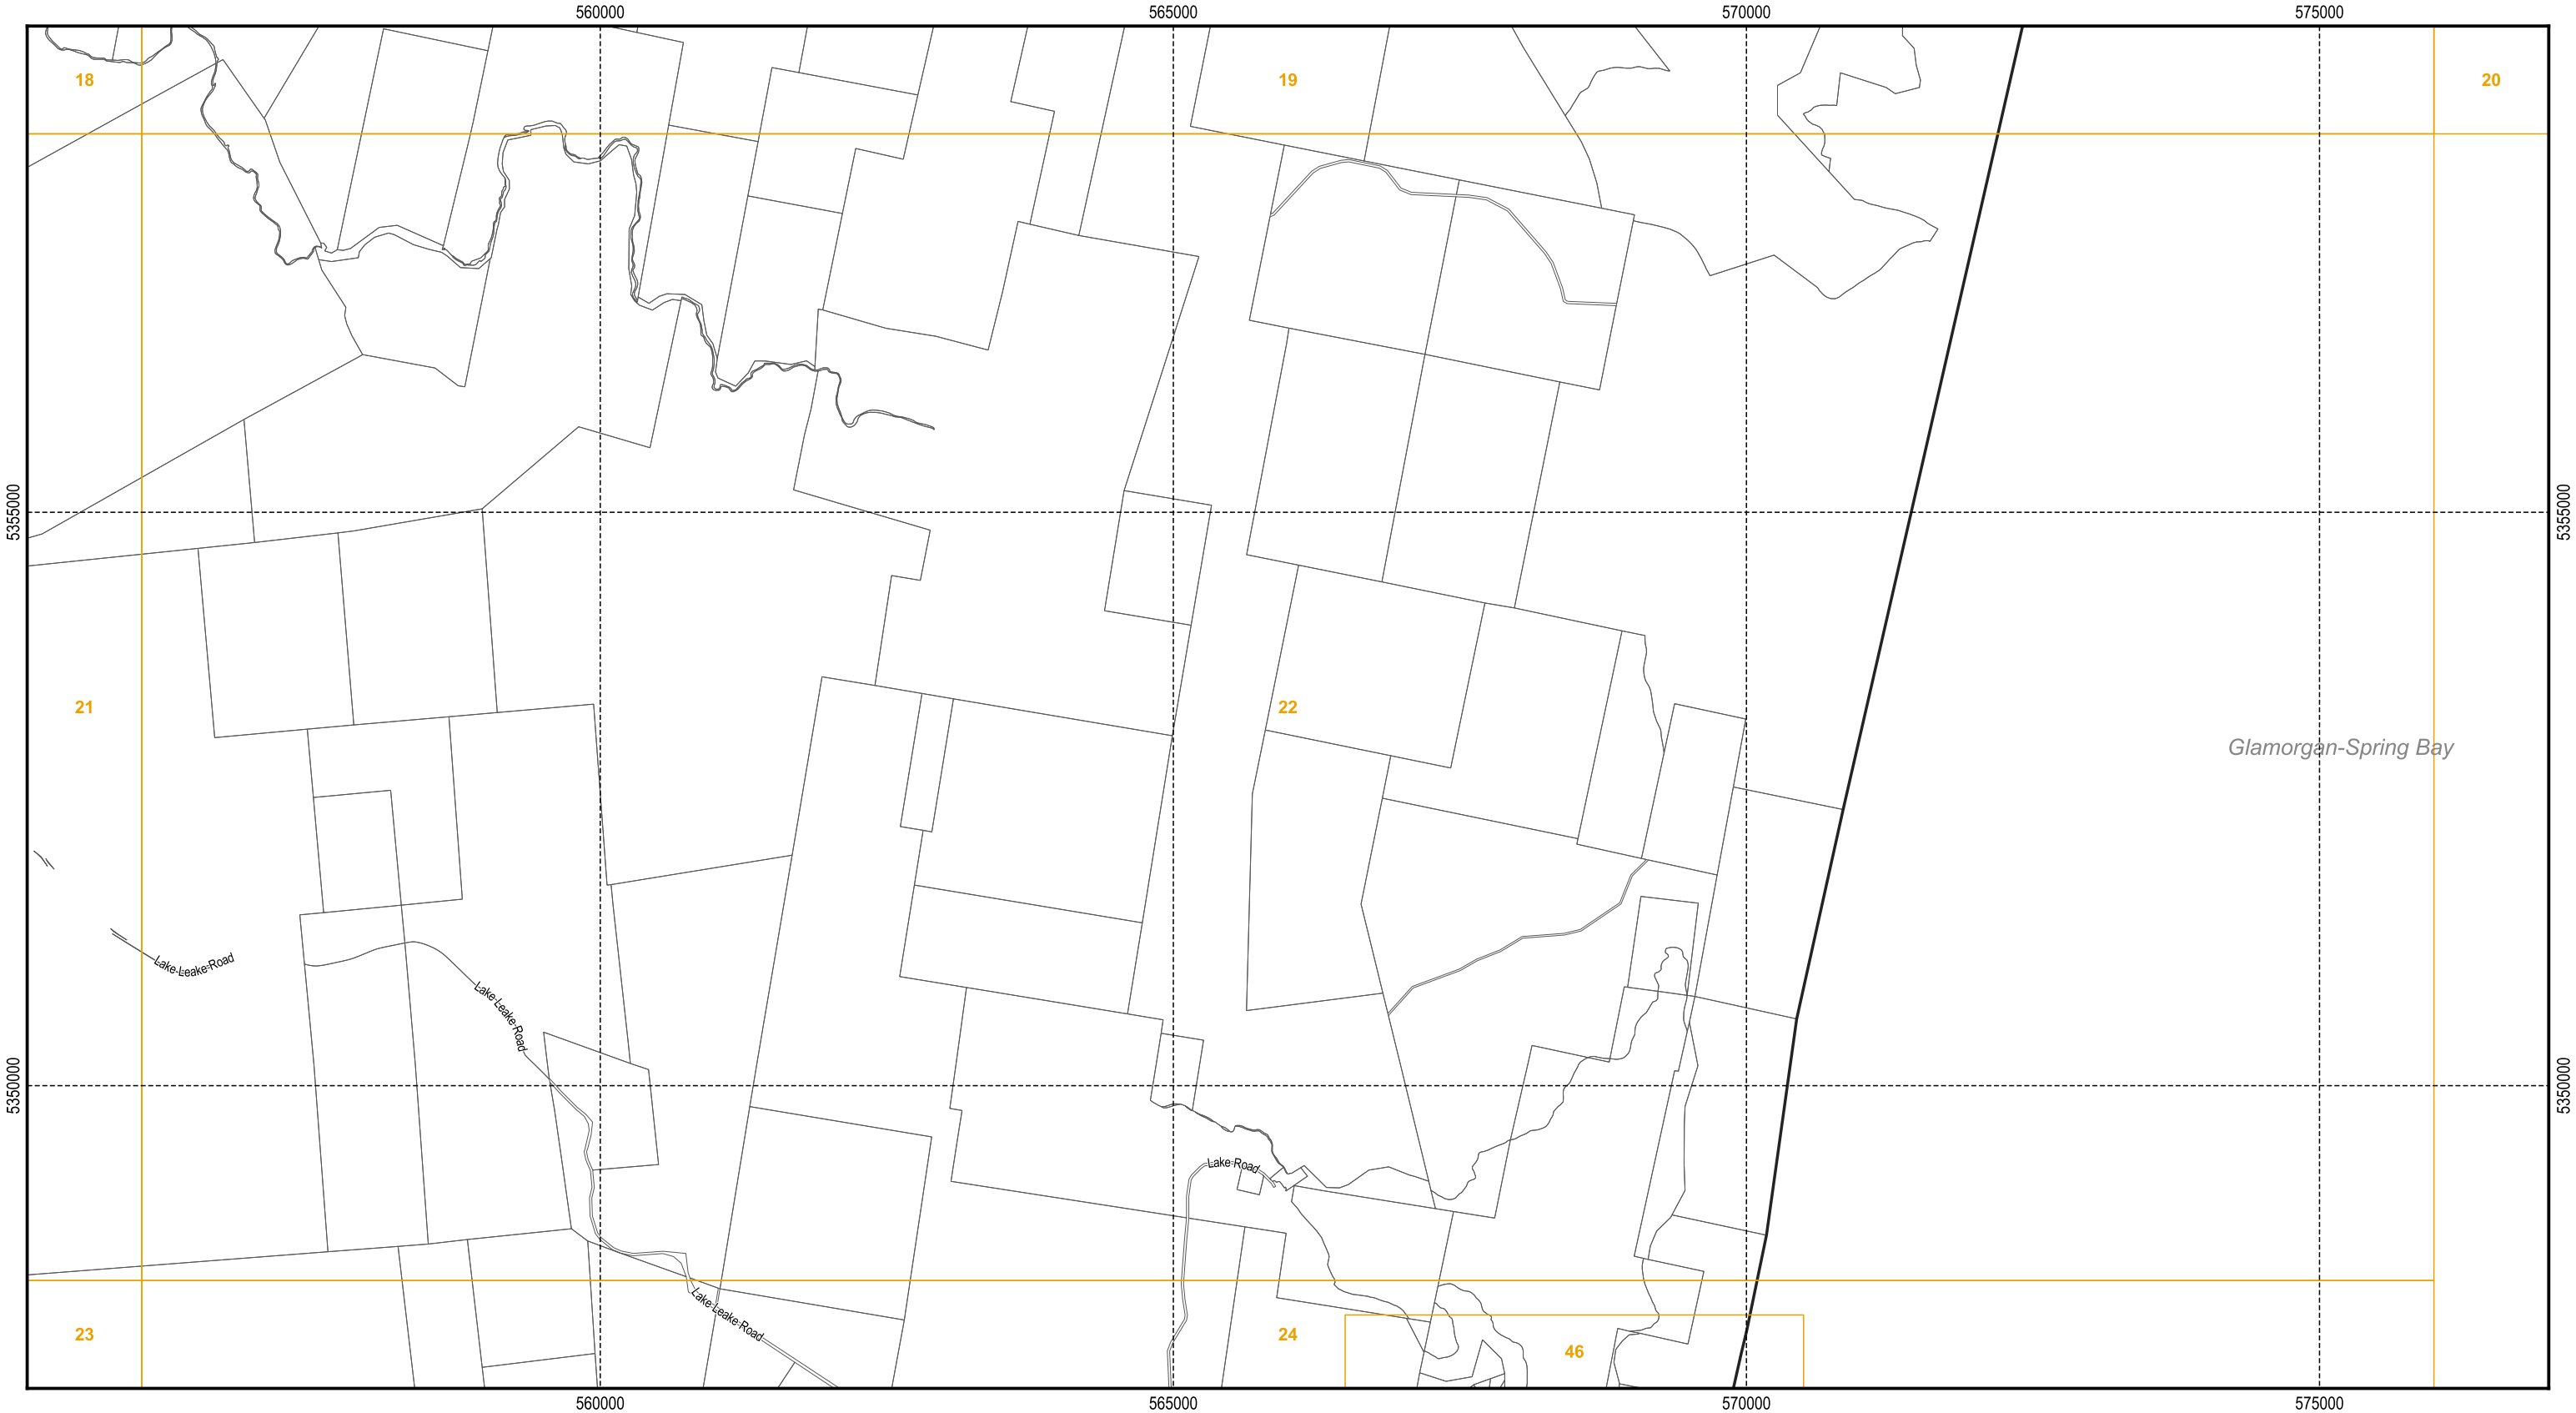 560000 565000 570000 575000
18 19 20
5355000 5355000
21 22
Glamorgan-Spring Bay
Lake Leake Road
Lake Leake Road
5350000 5350000
Lake Road
Lake Leake Road
23 24 46
560000 565000 570000 575000